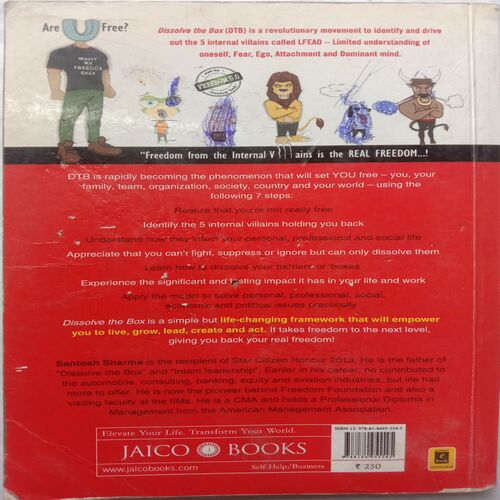 Are U Free?
Dissolve the Box (DTB) is a revolutionary movement to identify and drive
out the 5 internal villains called LFEAD – Limited understanding of
oneself, Fear, Ego, Attachment and Dominant mind.
WANT
MY
FREEDOM
BACK
FREEDOM U.O
"Freedom from the Internal Villains is the REAL FREEDOM...!
DTB is rapidly becoming the phenomenon that will set YOU free – you, your
family, team, organization, society, country and your world – using the
following 7 steps:
Realize that you're not really free
Identify the 5 internal villains holding you back
Understand how they infect your personal, professional and social life
Appreciate that you can't fight, suppress or ignore but can only dissolve them
Learn how to dissolve your barriers or 'boxes'
Experience the significant and lasting impact it has in your life and work
Apply the model to solve personal, professional, social,
economic and political issues practically
Dissolve the Box is a simple but life-changing framework that will empower
you to live, grow, lead, create and act. It takes freedom to the next level,
giving you back your real freedom!
Santosh Sharma is the recipient of Star Citizen Honour 2013. He is the father of
"Dissolve the Box" and "Intent leadership". Earlier in his career, he contributed to
the automobile, consulting, banking, equity and aviation industries, but life had
more to offer. He is now the pioneer behind Freedom Foundation and also a
visiting faculty at the IIMs. He is a CMA and holds a Professional Diploma in
Management from the American Management Association.
Elevate Your Life. Transform Your World.
JAICO BOOKS
www.jaicobooks.com
Self-Help/Business
ISBN-13: 978-81-8495-554-5
₹ 250
e
Book